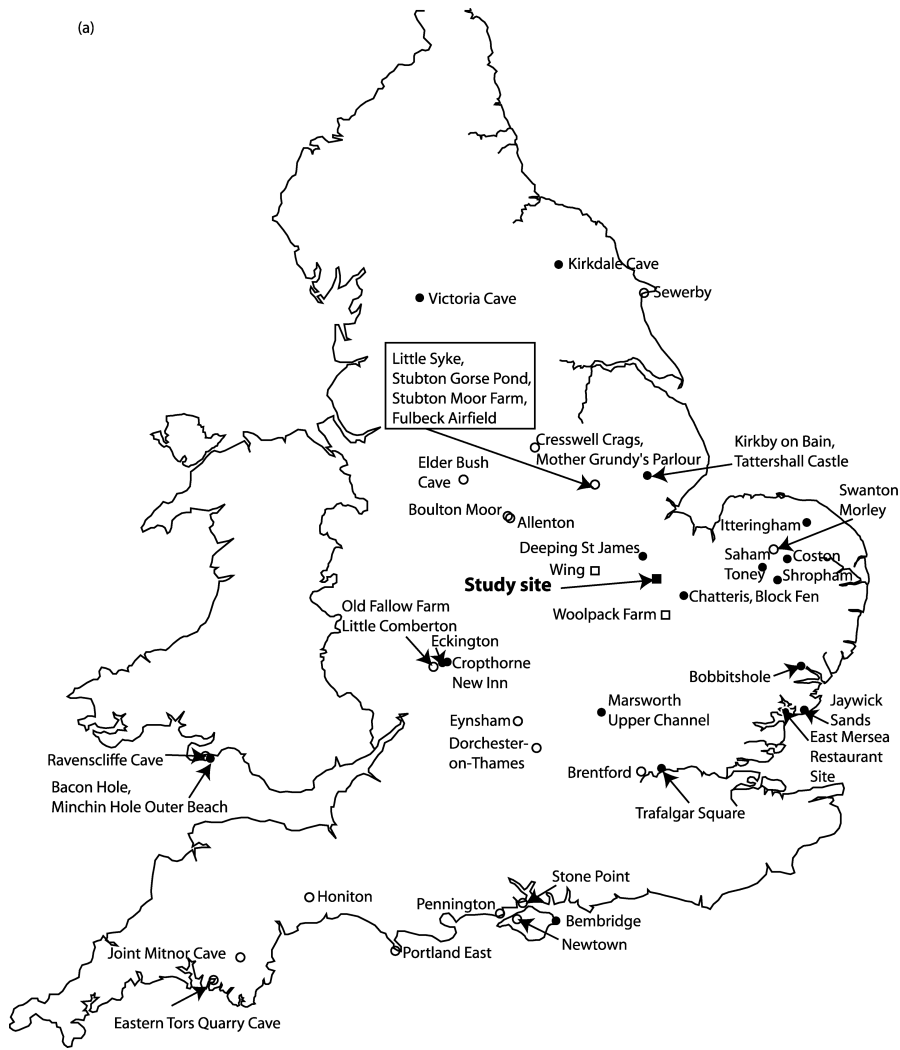 (a)
Kirkdale Cave
Sewerby
Victoria Cave
Little Syke,
Stubton Gorse Pond,
Stubton Moor Farm,
Fulbeck Airfield
Cresswell Crags,
Mother Grundy's Parlour
Kirkby on Bain,
Tattershall Castle
Elder Bush
Cave
Swanton
Morley
Boulton Moor
Allenton
Itteringham
Deeping St James
Saham
Toney
Coston
Wing
Shropham
Study site
Chatteris, Block Fen
Old Fallow Farm
Little Comberton
Woolpack Farm
Eckington
Cropthorne
New Inn
Bobbitshole
Marsworth
Upper Channel
Jaywick
Sands
Eynsham
East Mersea
Restaurant
Site
Dorchester-
on-Thames
Ravenscliffe Cave
Brentford
Bacon Hole,
Minchin Hole Outer Beach
Trafalgar Square
Stone Point
Honiton
Pennington
Bembridge
Newtown
Joint Mitnor Cave
Portland East
Eastern Tors Quarry Cave